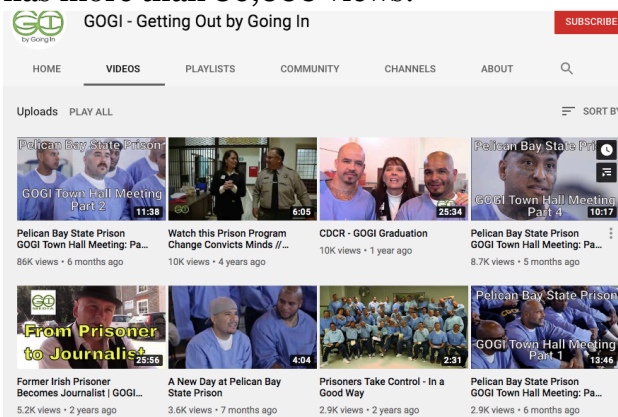 has more than views.
GOGI
by Going In
GOGI - Getting Out by Going In
SUBSCRIBE
HOME VIDEOS PLAYLISTS COMMUNITY CHANNELS ABOUT
Uploads PLAY ALL
SORT BY
Pelican Bay State Prison
GOGI Town Hall Meeting
Part 2
11:38
6:05
25:34
Pelican Bay State Pri
GOGI Town Hall Meeting
Part 4
10:17
Pelican Bay State Prison
GOGI Town Hall Meeting: Pa...
86K views • 6 months ago
Watch this Prison Program
Change Convicts Minds //...
10K views • 4 years ago
CDCR - GOGI Graduation
10K views • 1 year ago
Pelican Bay State Prison
GOGI Town Hall Meeting: Pa...
8.7K views • 5 months ago
GOGI
MEDIA
From Prisoner
to Journalist
25:56
4:04
2:31
Pelican Bay State Prison
GOGI Town Hall Meeting
Part 1
13:46
Former Irish Prisoner
Becomes Journalist | GOGI...
5.2K views • 2 years ago
A New Day at Pelican Bay
State Prison
3.6K views • 7 months ago
Prisoners Take Control - In a
Good Way
2.9K views • 2 years ago
Pelican Bay State Prison
GOGI Town Hall Meeting: Pa...
2.9K views • 6 months ago